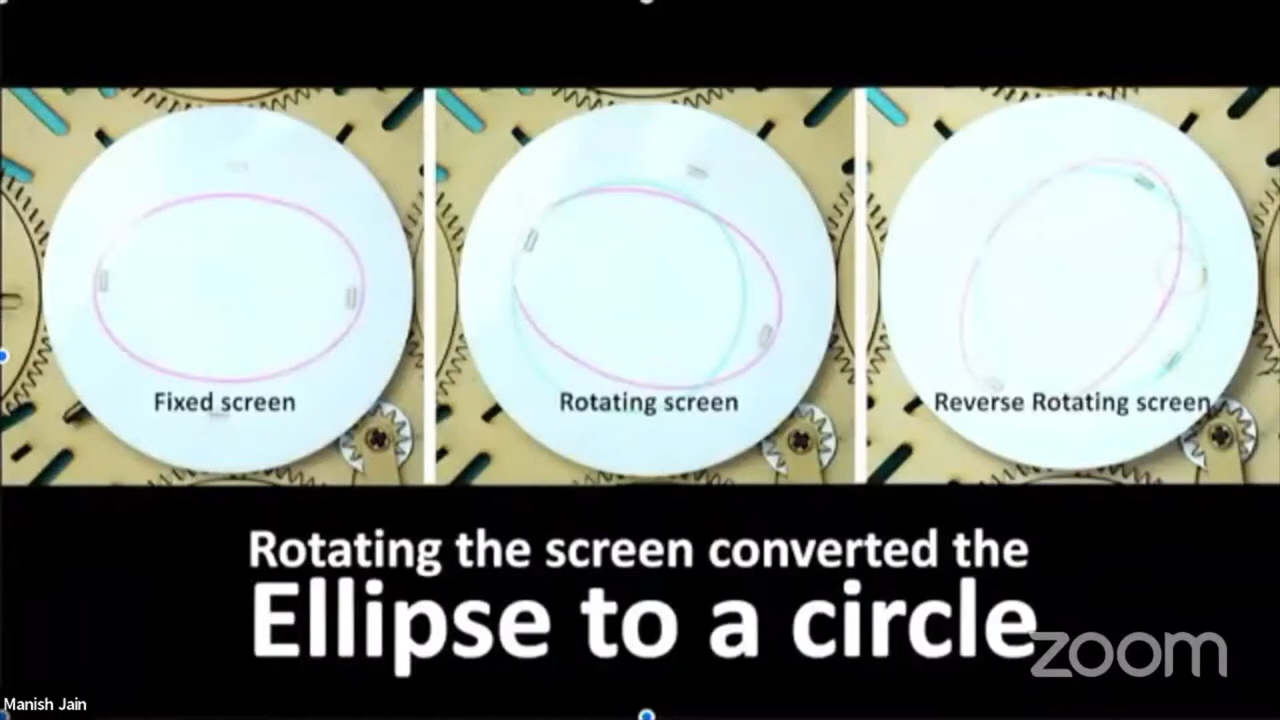 Fixed screen
Rotating screen
Reverse Rotating screen
Rotating the screen converted the
Ellipse to a circle
zoom
Manish Jain